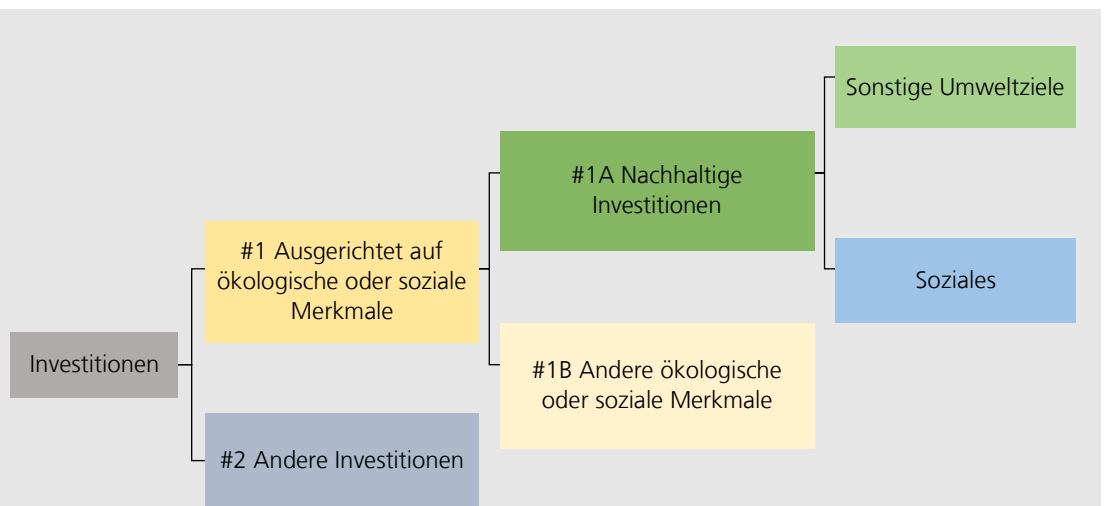 Sonstige Umweltziele
#1A Nachhaltige
Investitionen
#1 Ausgerichtet auf
ökologische oder soziale
Merkmale
Soziales
Investitionen
#1B Andere ökologische
oder soziale Merkmale
#2 Andere Investitionen